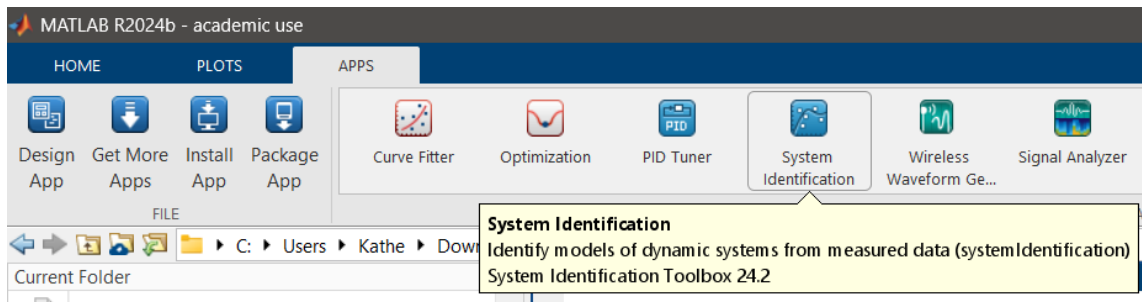 MATLAB R2024b - academic use
HOME PLOTS APPS
Design App
Get More Apps
Install App
Package App
FILE
Curve Fitter
Optimization
PID
PID Tuner
System Identification
Wireless Waveform Ge...
Signal Analyzer
System Identification
Identify models of dynamic systems from measured data (systemIdentification)
System Identification Toolbox 24.2
C: Users Kathe
Current Folder